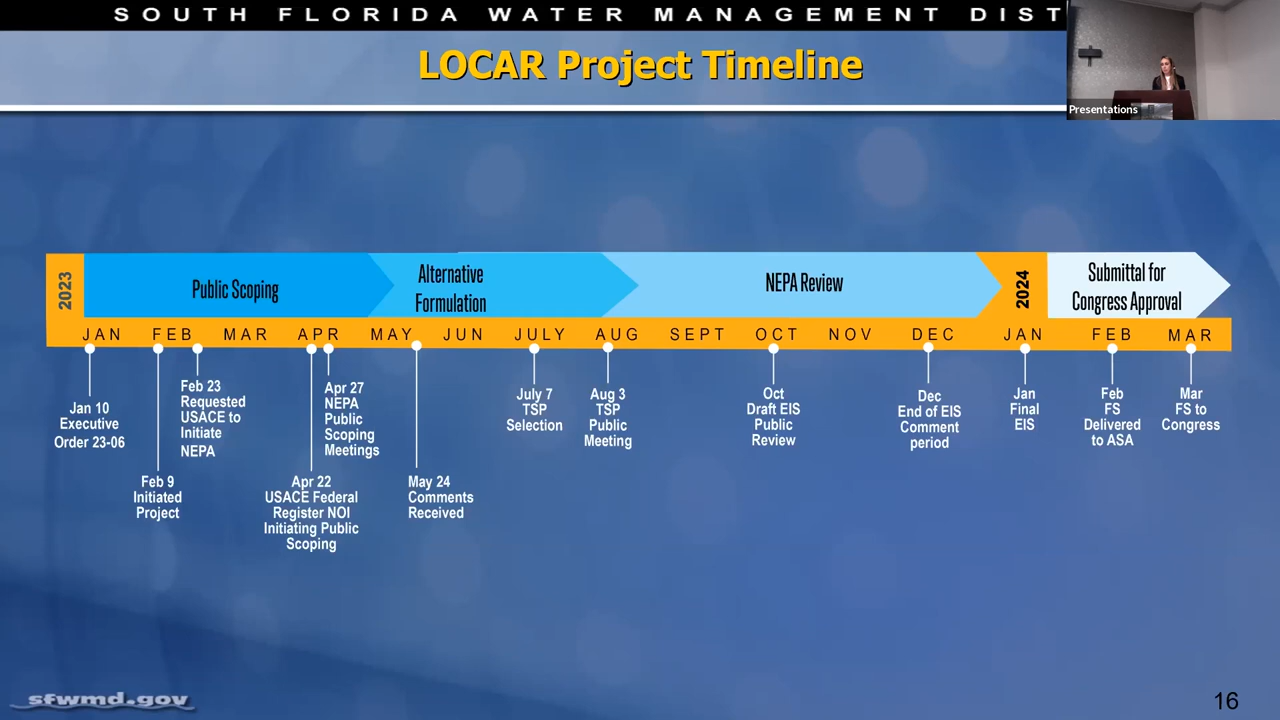 SOUTH FLORIDA WATER MANAGEMENT DIST
LOCAR Project Timeline
Presentations
2023
Public Scoping
Alternative
Formulation
NEPA Review
2024
Submittal for
Congress Approval
JAN FEB MAR APR MAY JUN JULY AUG SEPT OCT NOV DEC JAN FEB MAR
Jan 10
Executive
Order 23-06
Feb 9
Initiated
Project
Feb 23
Requested
USACE to
Initiate
NEPA
Apr 22
USACE Federal
Register NOI
Initiating Public
Scoping
Apr 27
NEPA
Public
Scoping
Meetings
May 24
Comments
Received
July 7
TSP
Selection
Aug 3
TSP
Public
Meeting
Oct
Draft EIS
Public
Review
Dec
End of EIS
Comment
period
Jan
Final
EIS
Feb
FS
Delivered
to ASA
Mar
FS to
Congress
sfwmd.gov
16